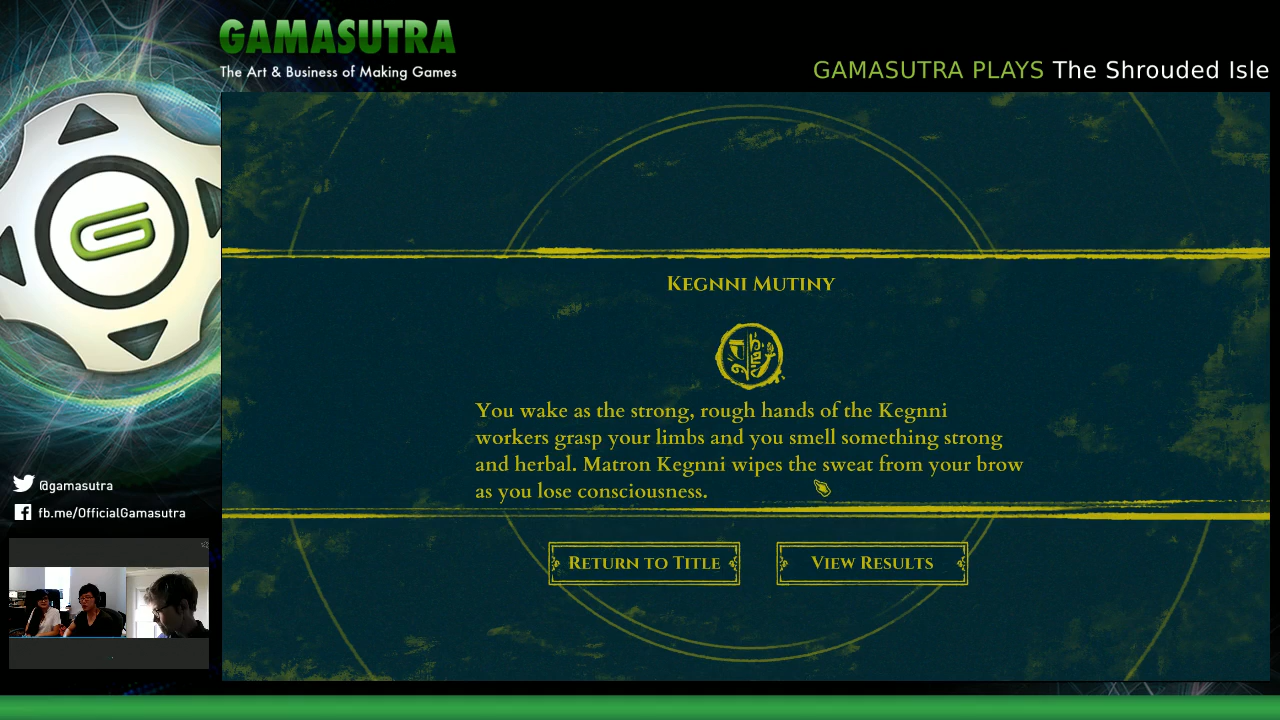 GAMASUTRA
The Art & Business of Making Games
GAMASUTRA PLAYS The Shrouded Isle
Kegnni Mutiny
You wake as the strong, rough hands of the Kegnni
workers grasp your limbs and you smell something strong
and herbal. Matron Kegnni wipes the sweat from your brow
as you lose consciousness.
Return to Title
View Results
@gamasutra
fb.me/OfficialGamasutra